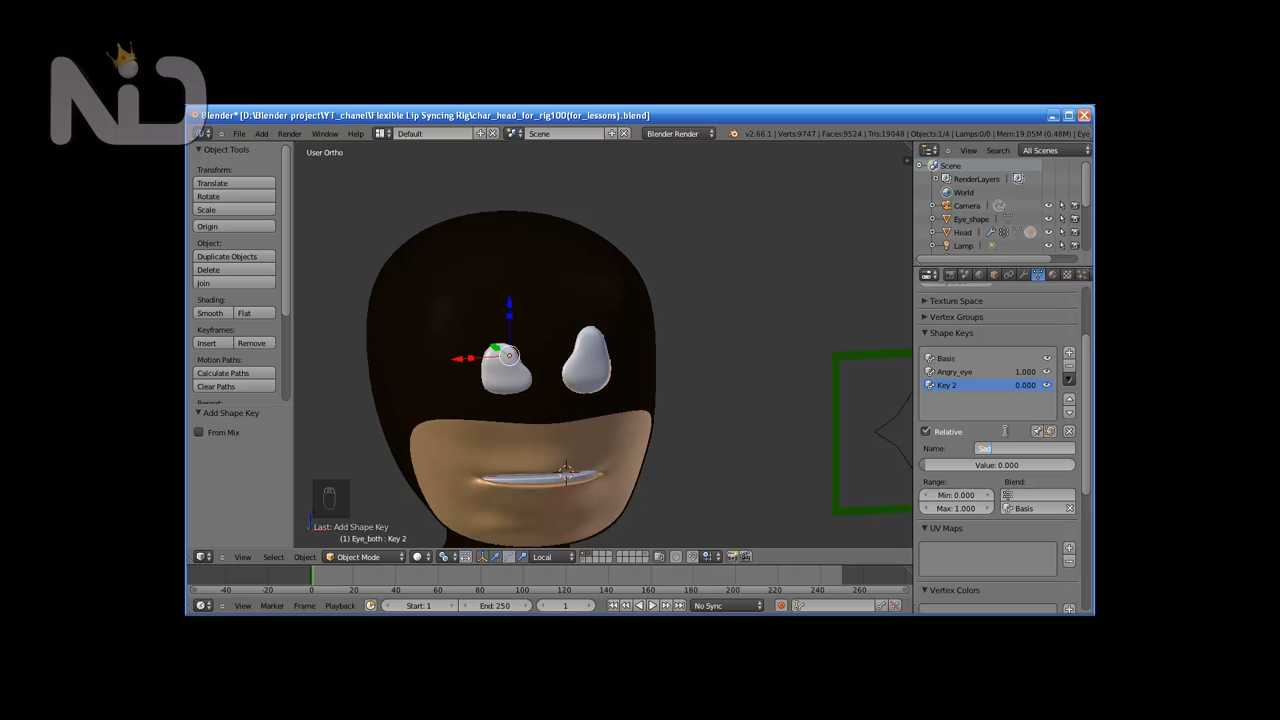 NiD
Blender* [D:\Blender project\YT_chanel\Flexible Lip Syncing Rig\char_head_for_rig100(for_lessons).blend]
File Add Render Window Help Default Scene Blender Render v2.66.1 | Verts:9747 | Faces:9524 | Tris:19048 | Objects:1/4 | Lamps:0/0 | Mem:19.05M (0.48M) | Eye_
Object Tools
User Ortho
View Search All Scenes
Transform:
Translate
Rotate
Scale
Origin
Object:
Duplicate Objects
Delete
Join
Shading:
Smooth Flat
Keyframes:
Insert Remove
Motion Paths:
Calculate Paths
Clear Paths
Add Shape Key
From Mix
Last: Add Shape Key
(1) Eye_both : Key 2
Scene
RenderLayers
World
Camera
Eye_shape
Head
Lamp
Texture Space
Vertex Groups
Shape Keys
Basis
Angry_eye 1.000
Key 2 0.000
Relative
Name: Sad
Value: 0.000
Range: Blend:
Min: 0.000
Max: 1.000 Basis
UV Maps
Vertex Colors
View Select Object Object Mode Local
-40 -20 0 20 40 60 80 100 120 140 160 180 200 220 240 260
View Marker Frame Playback Start: 1 End: 250 1 No Sync